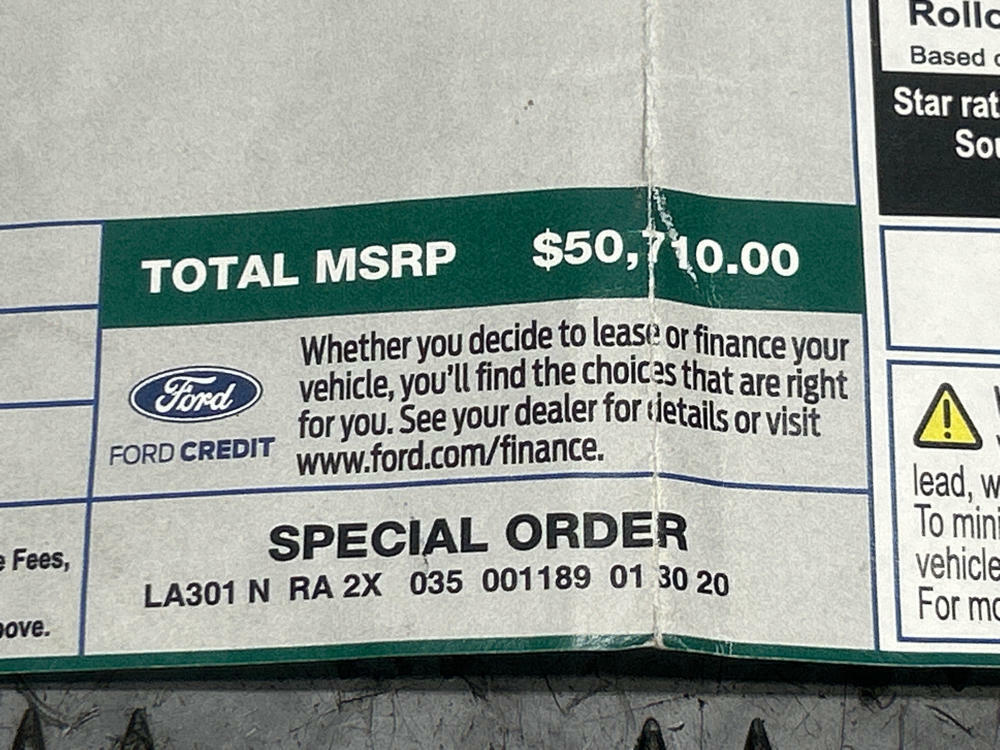 Rollo
Based o
Star rat
Sou
TOTAL MSRP $50,710.00
Whether you decide to lease or finance your
vehicle, you'll find the choices that are right
for you. See your dealer for details or visit
www.ford.com/finance.
Ford
FORD CREDIT
SPECIAL ORDER
LA301 N RA 2X 035 001189 01 30 20
e Fees,
bove.
lead, w
To mini
vehicle
For mo